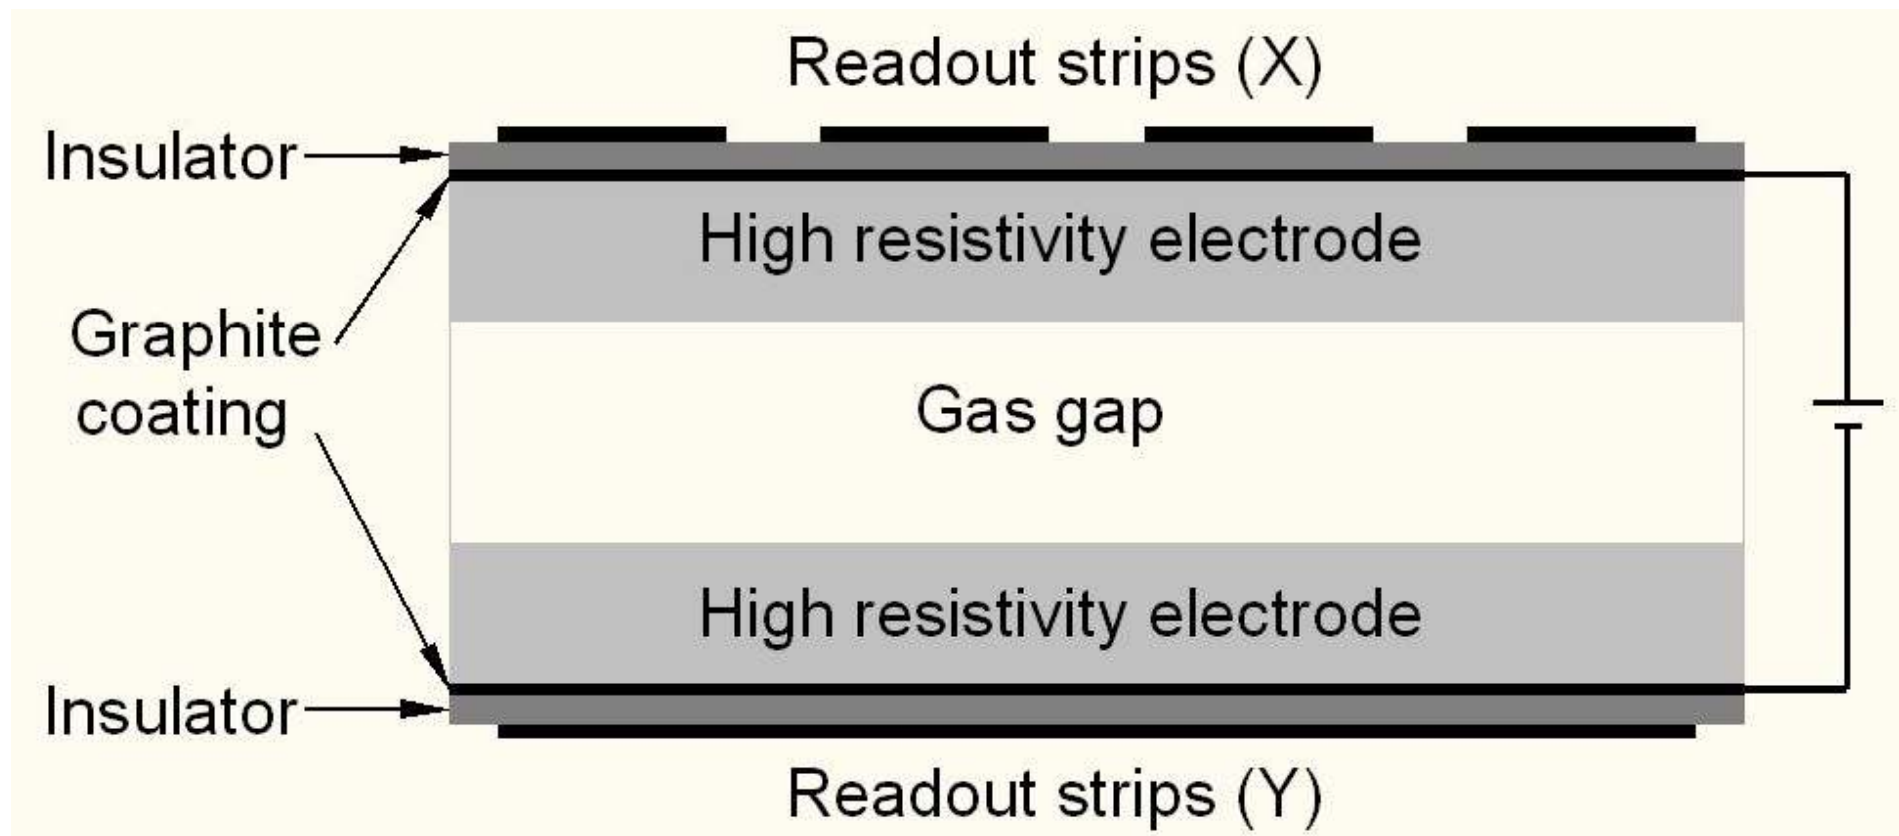 Readout strips (X)
Insulator
High resistivity electrode
Graphite
coating
Gas gap
High resistivity electrode
Insulator
Readout strips (Y)